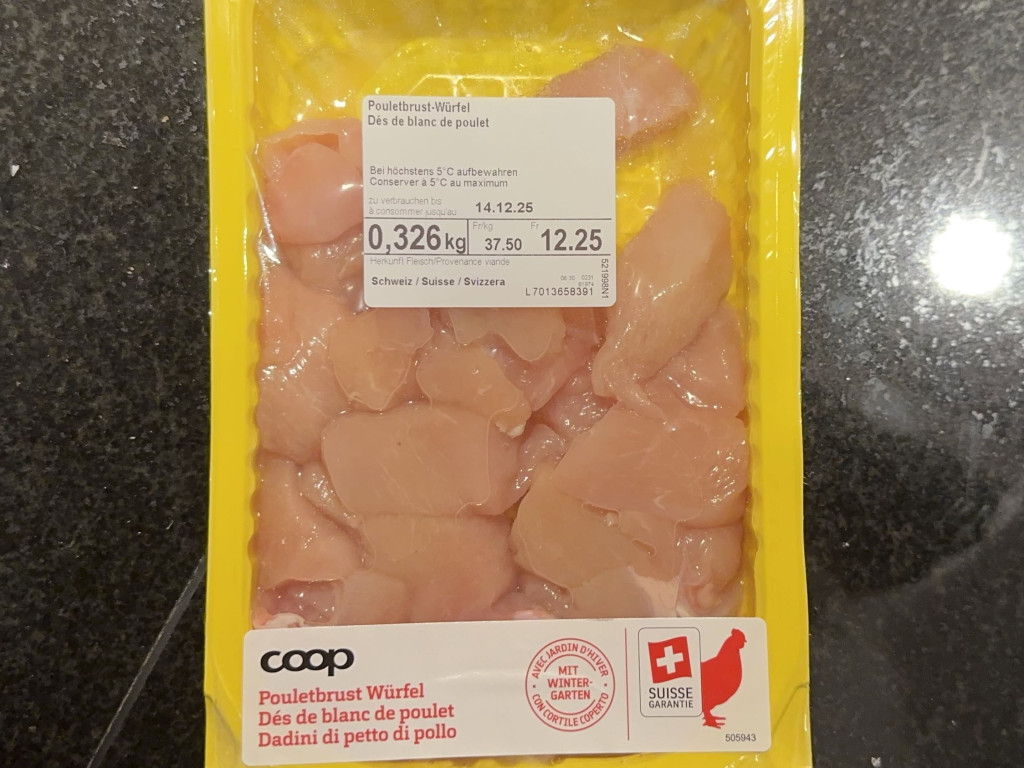 Pouletbrust-Würfel
Dés de blanc de poulet
Bei höchstens 5°C aufbewahren
Conserver à 5°C au maximum
zu verbrauchen bis
à consommer jusqu'au 14.12.25
Fr/kg Fr
0,326 kg 37.50 12.25
Herkunft Fleisch/Provenance viande
Schweiz / Suisse / Svizzera
L7013658391
521998N1
coop
Pouletbrust Würfel
Dés de blanc de poulet
Dadini di petto di pollo
AVEC JARDIN D'HIVER
MIT
WINTER-
GARTEN
CON CORTILE COPERTO
SUISSE
GARANTIE
505943